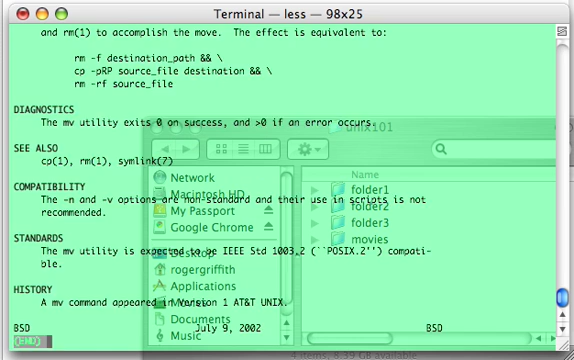 Terminal — less — 98x25
and rm(1) to accomplish the move.  The effect is equivalent to:
rm -f destination_path && \
cp -pRP source_file destination && \
rm -rf source_file
DIAGNOSTICS
The mv utility exits 0 on success, and >0 if an error occurs.
unix101
SEE ALSO
cp(1), rm(1), symlink(7)
Name
Network
folder1
COMPATIBILITY
Macintosh HD
The -n and -v options are non-standard and their use in scripts is not
recommended.
My Passport
folder2
Google Chrome
folder3
STANDARDS
movies
The mv utility is expected to be IEEE Std 1003.2 (``POSIX.2'') compati-
ble.
Desktop
rogergriffith
Applications
HISTORY
A mv command appeared in Version 1 AT&T UNIX.
Movies
Documents
BSD July 9, 2002 BSD
Music
(END)
4 items, 8.39 GB available